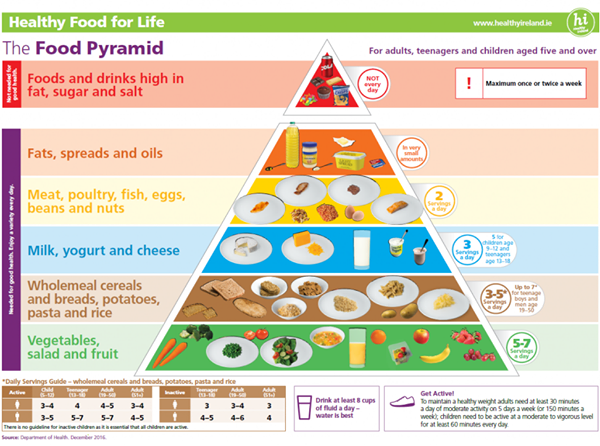 Healthy Food for Life
www.healthyireland.ie
hi
The Food Pyramid
For adults, teenagers and children aged five and over
Not needed for
good health.
Foods and drinks high in
fat, sugar and salt
NOT
every
day
!
Maximum once or twice a week
Needed for good health. Enjoy a variety every day.
Fats, spreads and oils
In very
small
amounts
Meat, poultry, fish, eggs,
beans and nuts
2
Servings
a day
Milk, yogurt and cheese
3
Servings
a day
5 for
children age
9–12 and
teenagers
age 13–18
Wholemeal cereals
and breads, potatoes,
pasta and rice
3-5*
Servings
a day
Up to 7*
for teenage
boys and
men age
19–50
Vegetables,
salad and fruit
5-7
Servings
a day
*Daily Servings Guide – wholemeal cereals and breads, potatoes, pasta and rice
Active Child (5–12) Teenager (13–18) Adult (19–50) Adult (51+) Inactive Teenager (13–18) Adult (19–50) Adult (51+)
3–4 4 4–5 3–4 3 3–4 3
3–5 5–7 5–7 4–5 4–5 4–6 4
There is no guideline for inactive children as it is essential that all children are active.
Source: Department of Health. December 2016.
Drink at least 8 cups
of fluid a day –
water is best
Get Active!
To maintain a healthy weight adults need at least 30 minutes
a day of moderate activity on 5 days a week (or 150 minutes a
week); children need to be active at a moderate to vigorous level
for at least 60 minutes every day.